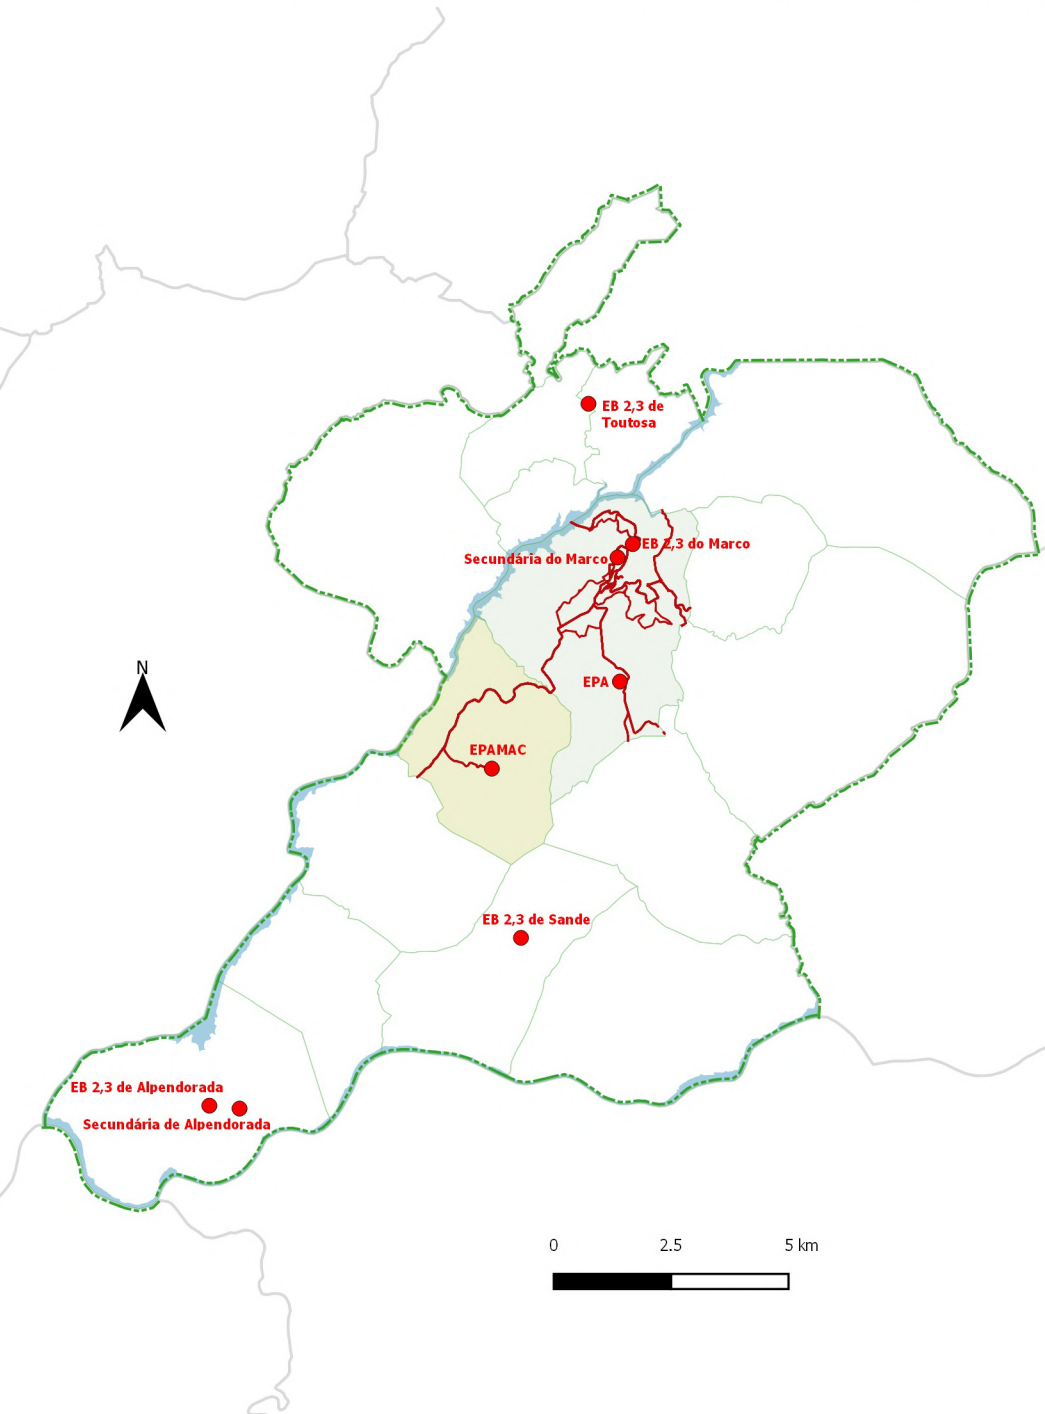 EB 2,3 de
Toutosa
EB 2,3 do Marco
Secundária do Marco
N
EPA
EPAMAC
EB 2,3 de Sande
EB 2,3 de Alpendorada
Secundária de Alpendorada
0 2.5 5 km